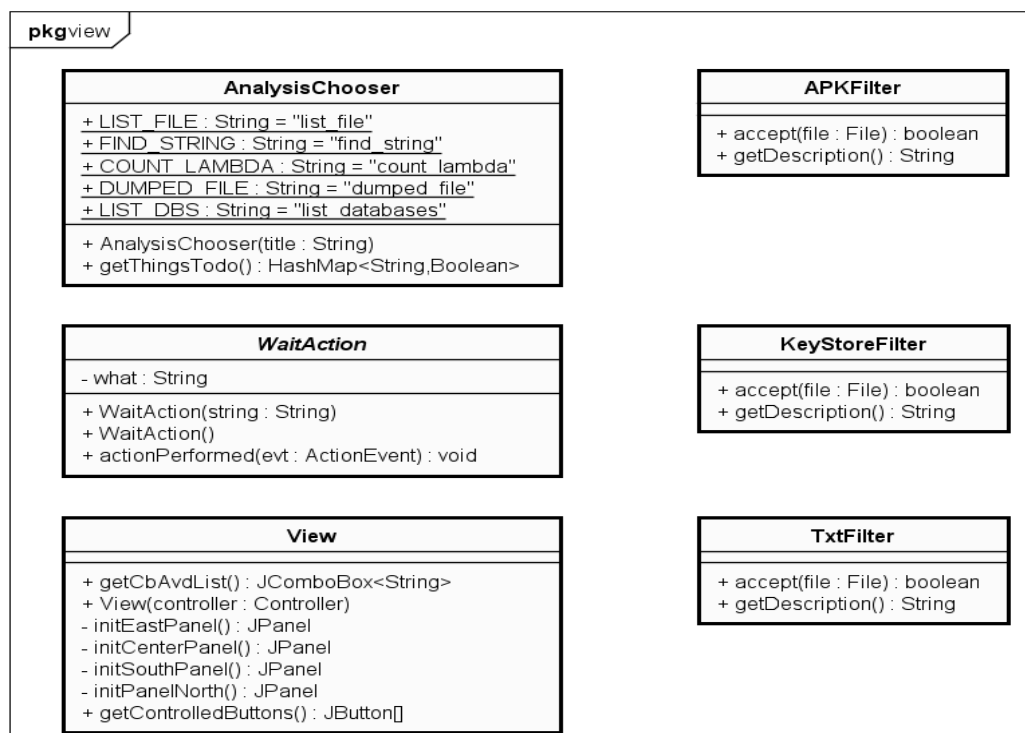 pkgview
AnalysisChooser
+ LIST_FILE : String = "list_file"
+ FIND_STRING : String = "find_string"
+ COUNT_LAMBDA : String = "count_lambda"
+ DUMPED_FILE : String = "dumped_file"
+ LIST_DBS : String = "list_databases"
+ AnalysisChooser(title : String)
+ getThingsTodo() : HashMap<String,Boolean>
APKFilter
+ accept(file : File) : boolean
+ getDescription() : String
WaitAction
- what : String
+ WaitAction(string : String)
+ WaitAction()
+ actionPerformed(evt : ActionEvent) : void
KeyStoreFilter
+ accept(file : File) : boolean
+ getDescription() : String
View
+ getCbAvdList() : JComboBox<String>
+ View(controller : Controller)
- initEastPanel() : JPanel
- initCenterPanel() : JPanel
- initSouthPanel() : JPanel
- initPanelNorth() : JPanel
+ getControlledButtons() : JButton[]
TxtFilter
+ accept(file : File) : boolean
+ getDescription() : String